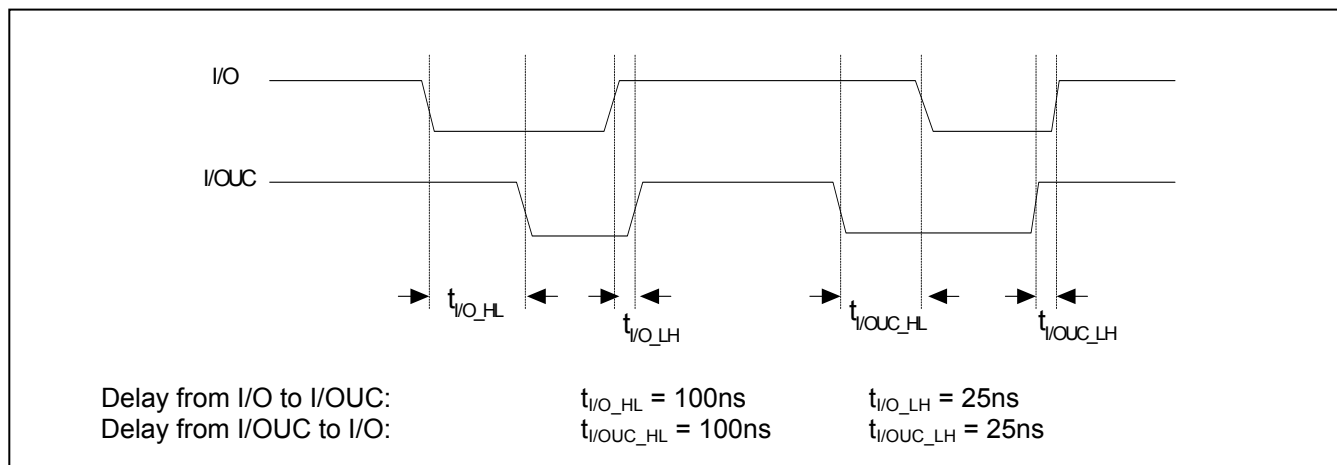 I/O
I/OUC
tI/O_HL
tI/O_LH
tI/OUC_HL
tI/OUC_LH
Delay from I/O to I/OUC: tI/O_HL = 100ns tI/O_LH = 25ns
Delay from I/OUC to I/O: tI/OUC_HL = 100ns tI/OUC_LH = 25ns